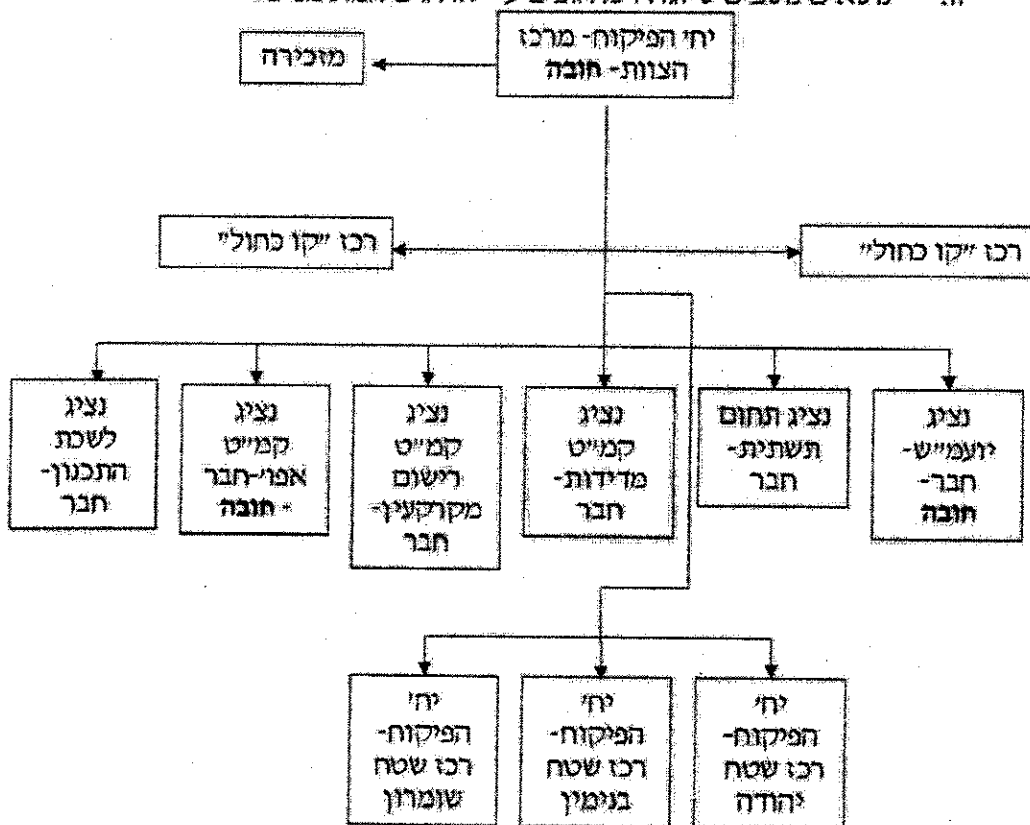 יחי הפיקוח- מרכז
הצוות- חובה
מזכירה
רכז "קו כחול"
רכז "קו כחול"
נציג
יועמ"ש-
חבר-
חובה
נציג תחום
תשתית-
חבר
נציג
קמ"ט
מדידות-
חבר
נציג
קמ"ט
רישום
מקרקעין-
חבר
נציג
קמ"ט
אפו'-חבר
- חובה
נציג
לשכת
התכנון-
חבר
יח'
הפיקוח-
רכז שטח
יהודה
יח'
הפיקוח-
רכז שטח
בנימין
יח'
הפיקוח-
רכז שטח
שומרון